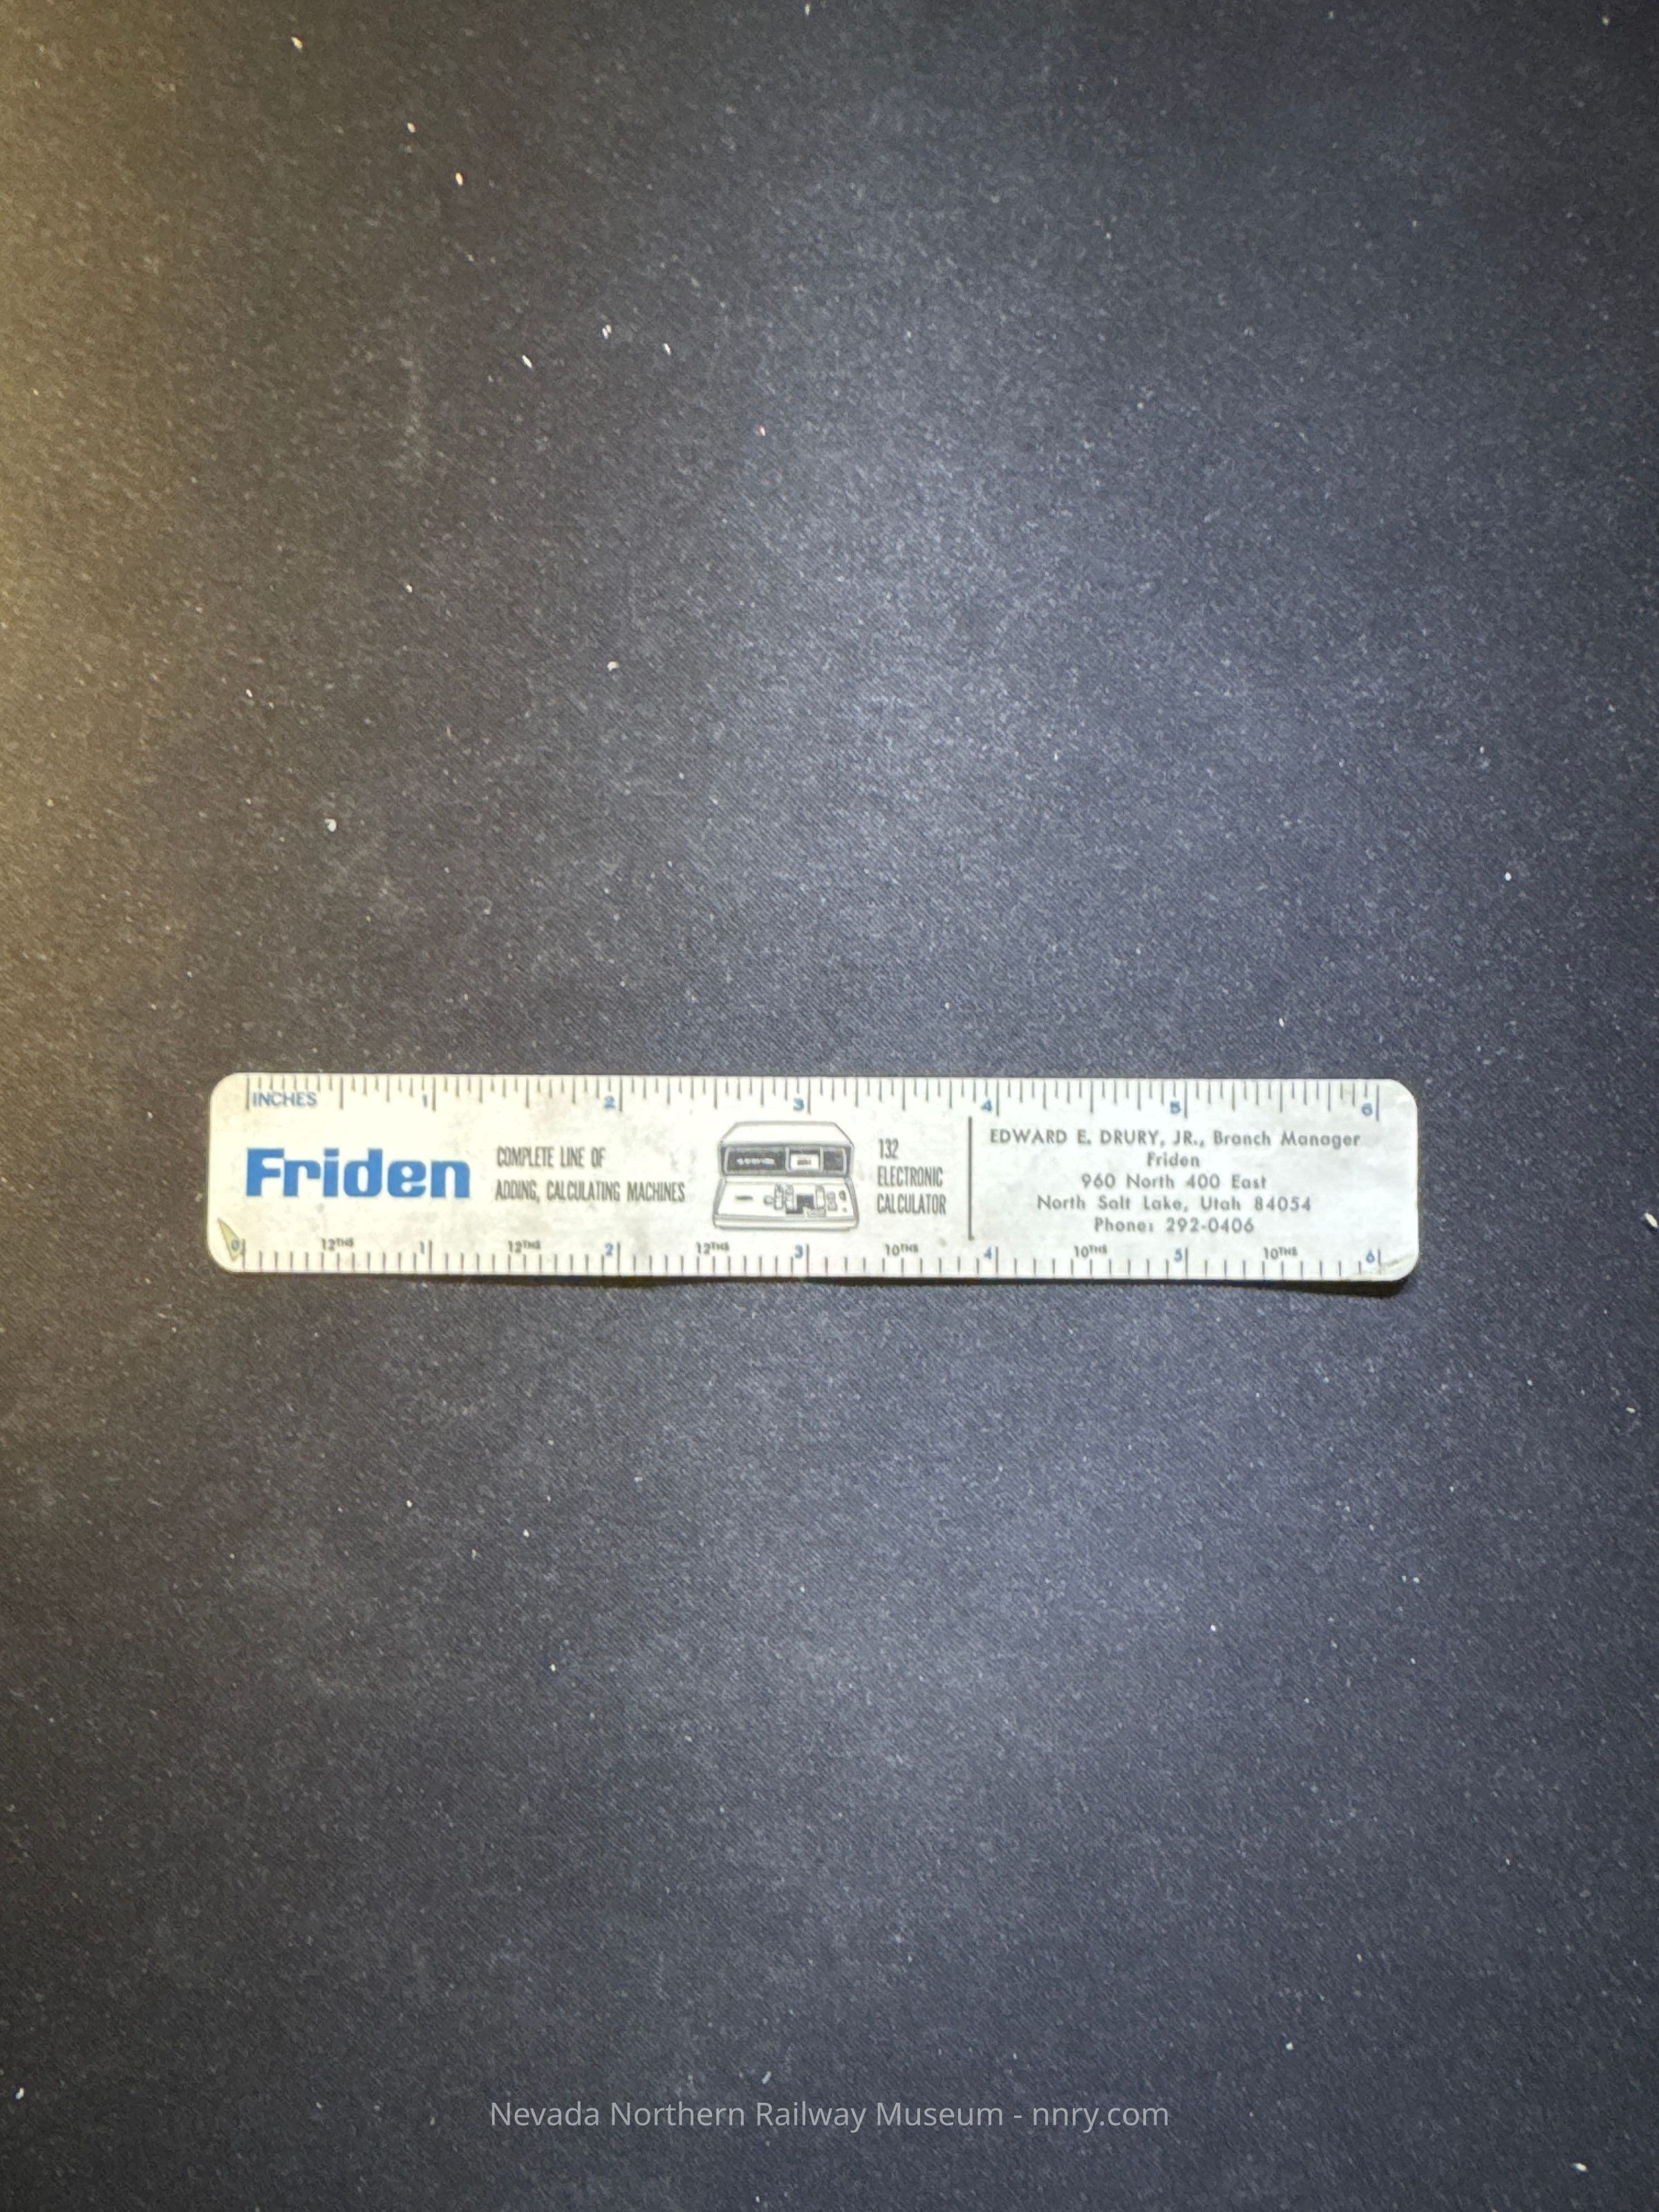 INCHES 1 2 3 4 5 6
Friden
COMPLETE LINE OF
ADDING, CALCULATING MACHINES
132
ELECTRONIC
CALCULATOR
EDWARD E. DRURY, JR., Branch Manager
Friden
960 North 400 East
North Salt Lake, Utah 84054
Phone: 292-0406
0 12THS 1 12THS 2 12THS 3 10THS 4 10THS 5 10THS 6
Nevada Northern Railway Museum - nnry.com